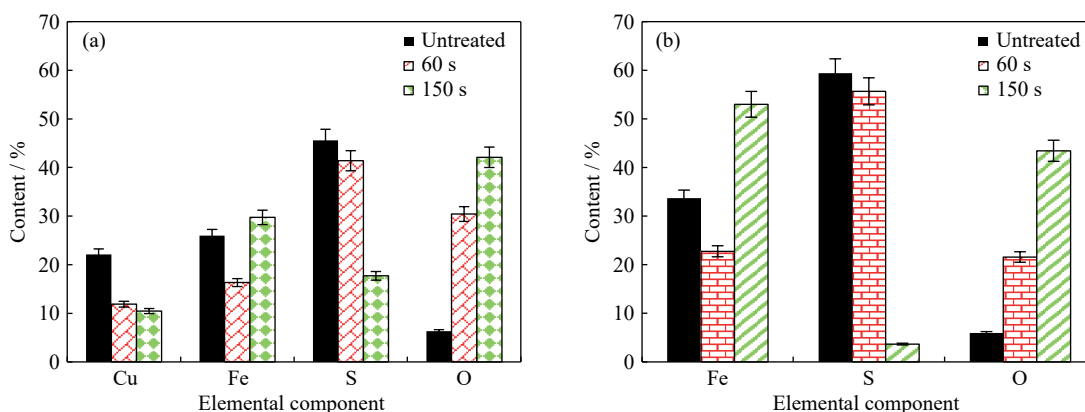 (a)
Untreated
60 s
150 s
70
60
50
40
30
20
10
0
Content / %
Cu Fe S O
Elemental component
(b)
Untreated
60 s
150 s
70
60
50
40
30
20
10
0
Content / %
Fe S O
Elemental component